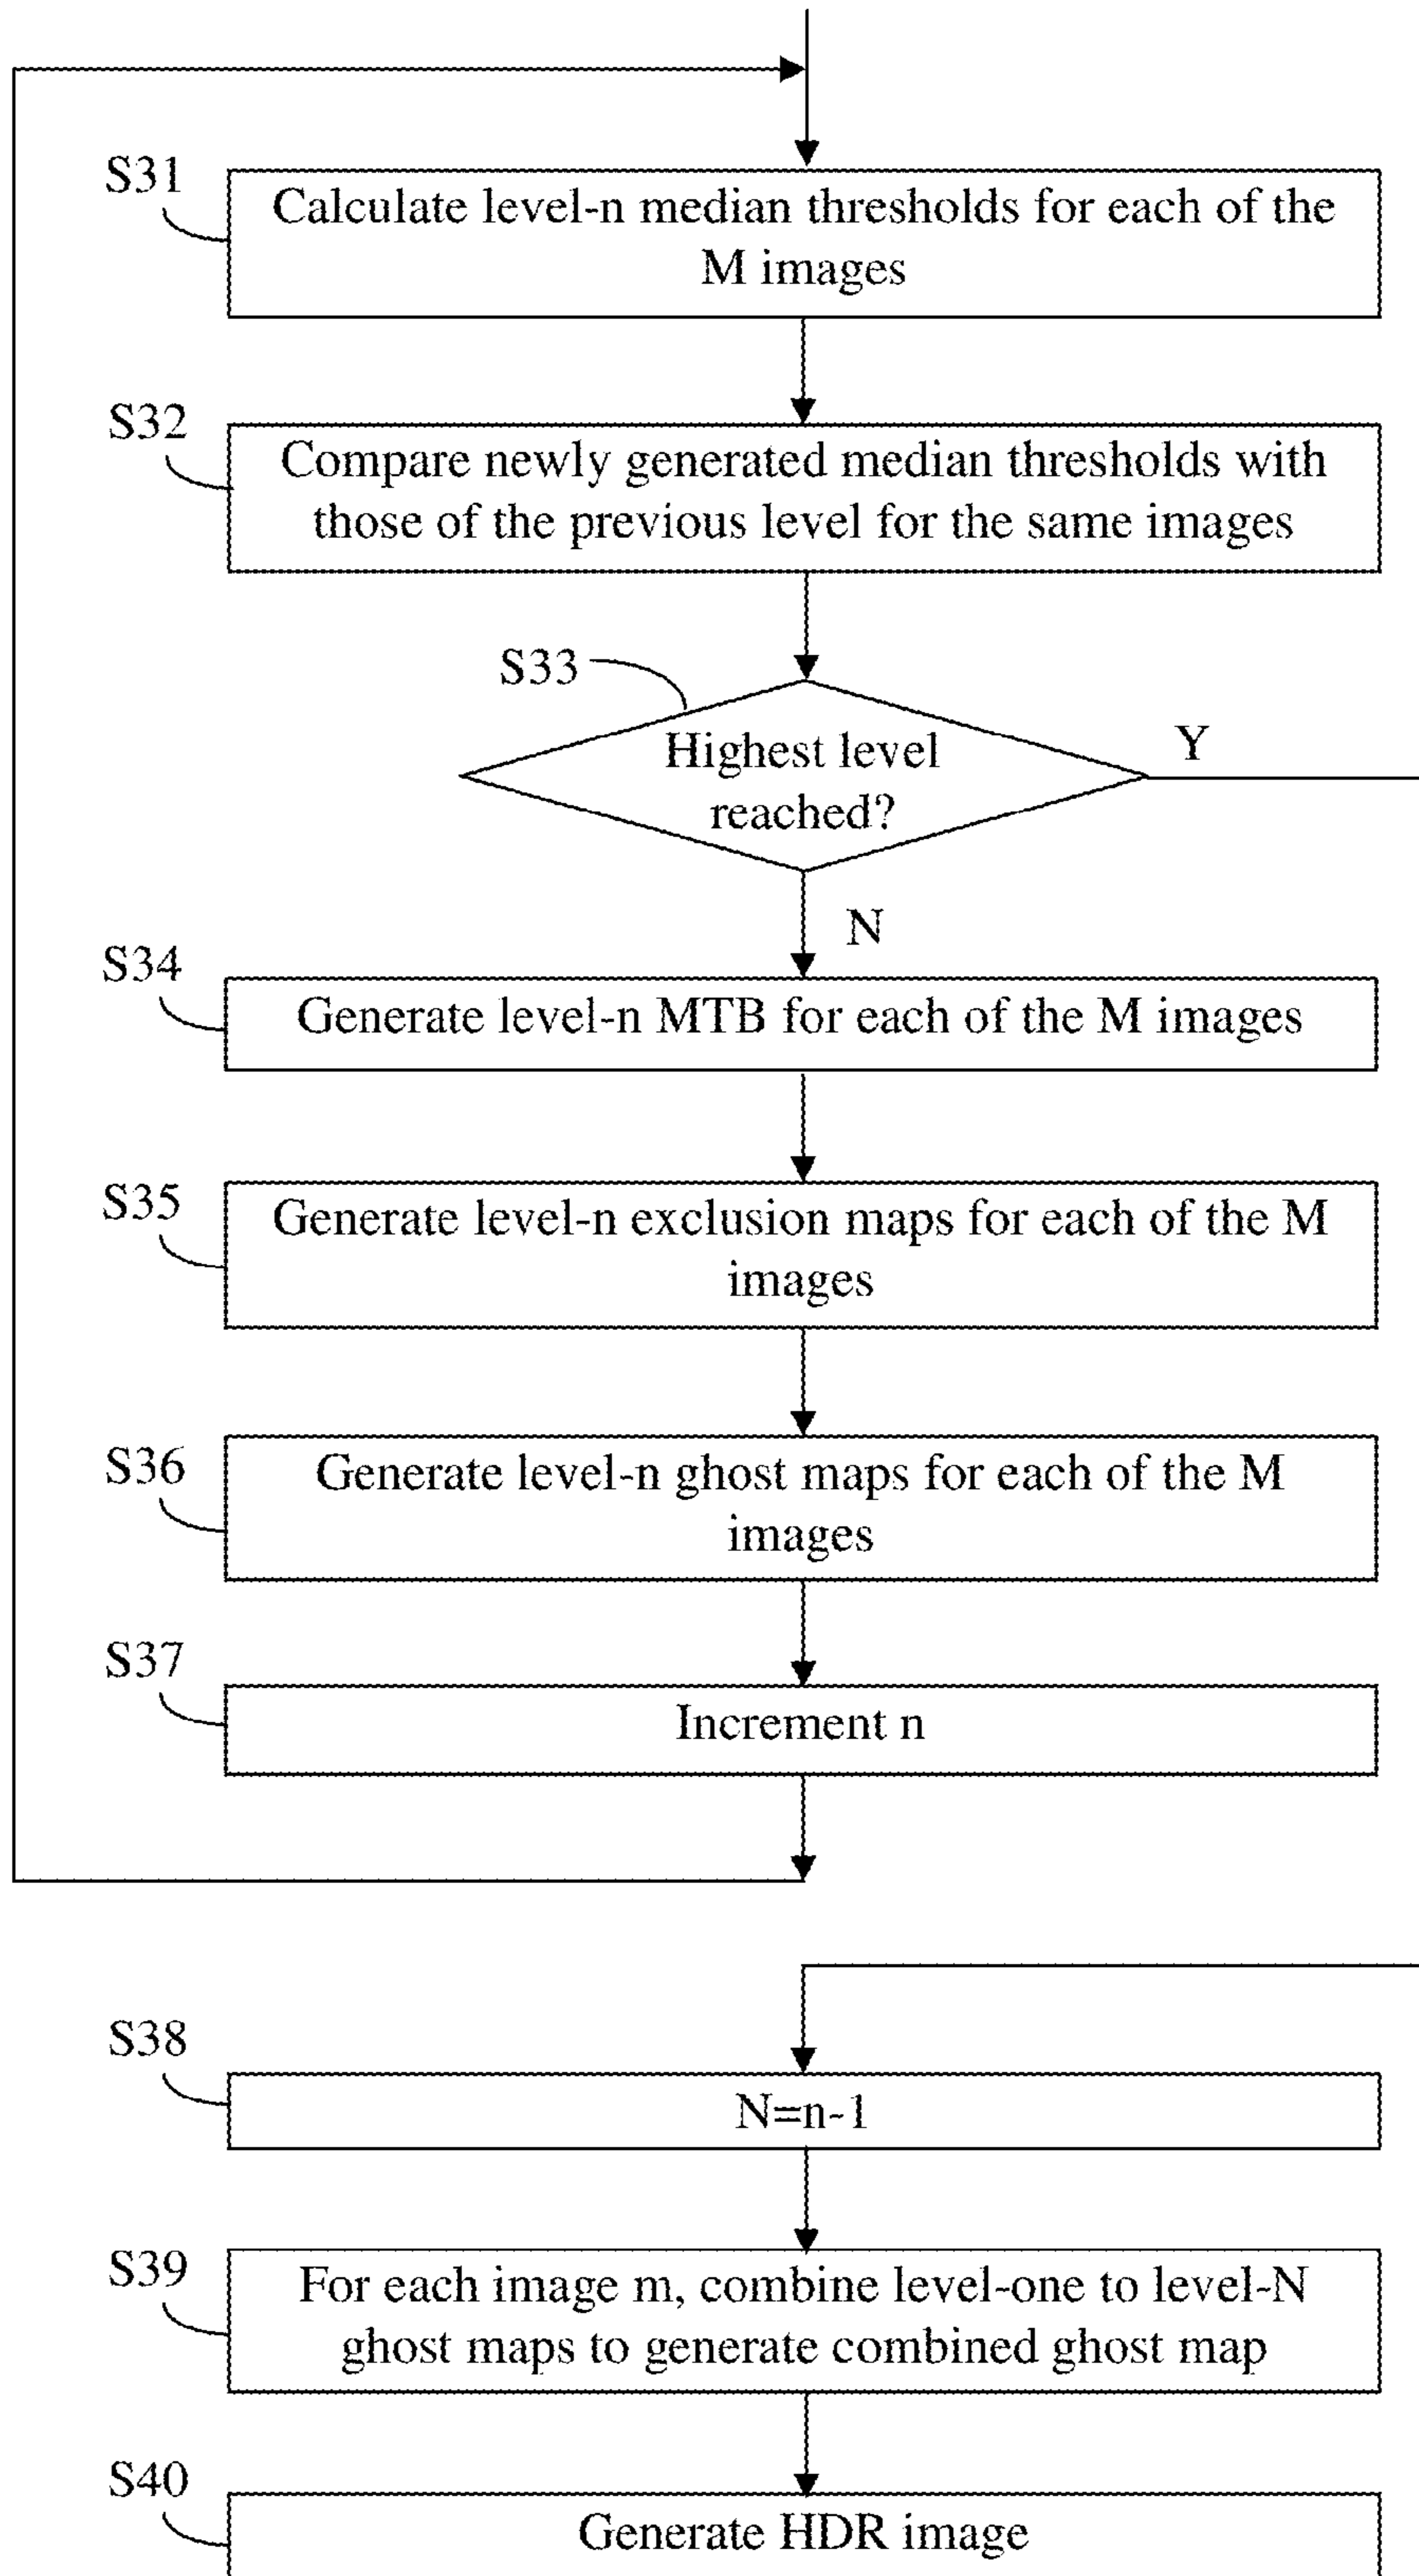 S31
Calculate level-n median thresholds for each of the
M images
S32
Compare newly generated median thresholds with
those of the previous level for the same images
S33
Highest level
reached?
Y
N
S34
Generate level-n MTB for each of the M images
S35
Generate level-n exclusion maps for each of the M
images
S36
Generate level-n ghost maps for each of the M
images
S37
Increment n
S38
N=n-1
S39
For each image m, combine level-one to level-N
ghost maps to generate combined ghost map
S40
Generate HDR image